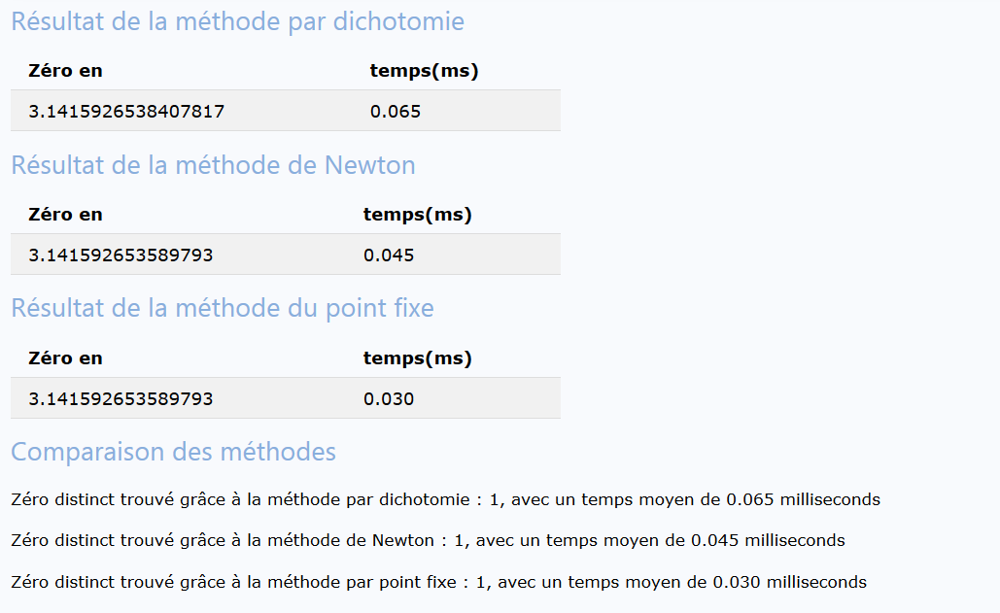 Résultat de la méthode par dichotomie
Zéro en temps(ms)
3.1415926538407817 0.065
Résultat de la méthode de Newton
Zéro en temps(ms)
3.141592653589793 0.045
Résultat de la méthode du point fixe
Zéro en temps(ms)
3.141592653589793 0.030
Comparaison des méthodes
Zéro distinct trouvé grâce à la méthode par dichotomie : 1, avec un temps moyen de 0.065 milliseconds
Zéro distinct trouvé grâce à la méthode de Newton : 1, avec un temps moyen de 0.045 milliseconds
Zéro distinct trouvé grâce à la méthode par point fixe : 1, avec un temps moyen de 0.030 milliseconds